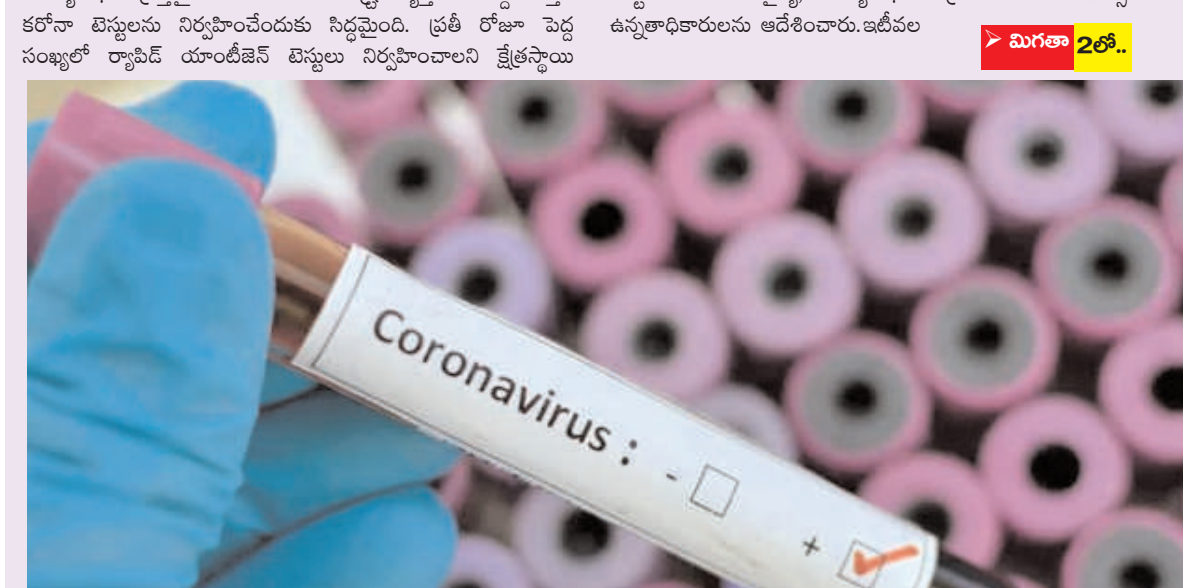 కరోనా టెస్టులను నిర్వహించేందుకు సిద్ధమైంది. ప్రతీ రోజూ పెద్ద
సంఖ్యలో ర్యాపిడ్ యాంటీజెన్ టెస్టులు నిర్వహించాలని క్షేత్రస్థాయి
ఉన్నతాధికారులను ఆదేశించారు.ఇటీవల
➤ మిగతా 2లో..
Coronavirus :
-
+